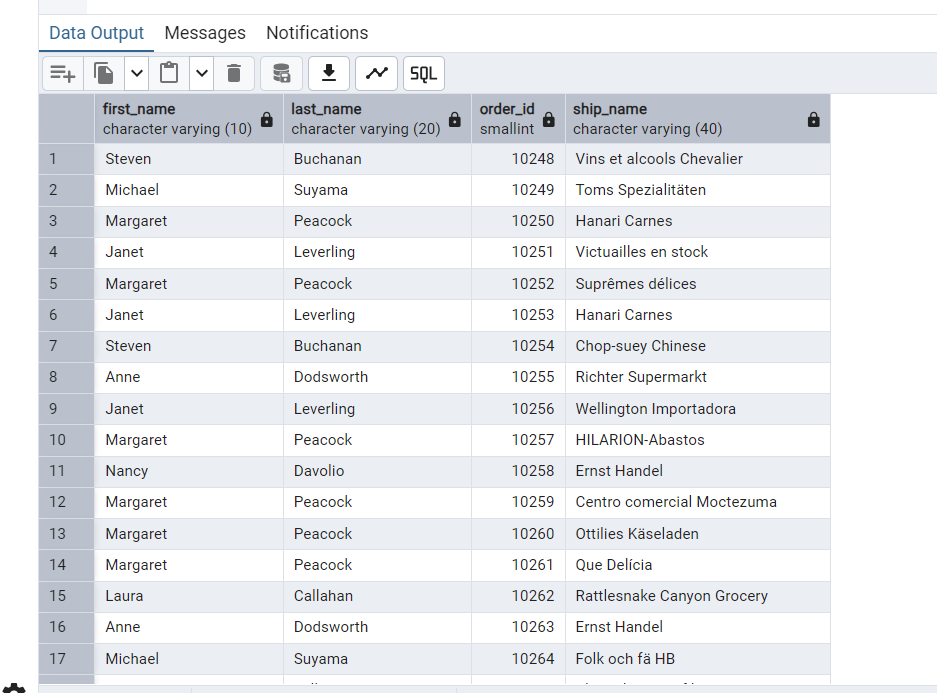 Data Output Messages Notifications
SQL
first_name last_name order_id ship_name
character varying (10) character varying (20) smallint character varying (40)
1 Steven Buchanan 10248 Vins et alcools Chevalier
2 Michael Suyama 10249 Toms Spezialitäten
3 Margaret Peacock 10250 Hanari Carnes
4 Janet Leverling 10251 Victuailles en stock
5 Margaret Peacock 10252 Suprêmes délices
6 Janet Leverling 10253 Hanari Carnes
7 Steven Buchanan 10254 Chop-suey Chinese
8 Anne Dodsworth 10255 Richter Supermarkt
9 Janet Leverling 10256 Wellington Importadora
10 Margaret Peacock 10257 HILARION-Abastos
11 Nancy Davolio 10258 Ernst Handel
12 Margaret Peacock 10259 Centro comercial Moctezuma
13 Margaret Peacock 10260 Ottilies Käseladen
14 Margaret Peacock 10261 Que Delícia
15 Laura Callahan 10262 Rattlesnake Canyon Grocery
16 Anne Dodsworth 10263 Ernst Handel
17 Michael Suyama 10264 Folk och fä HB